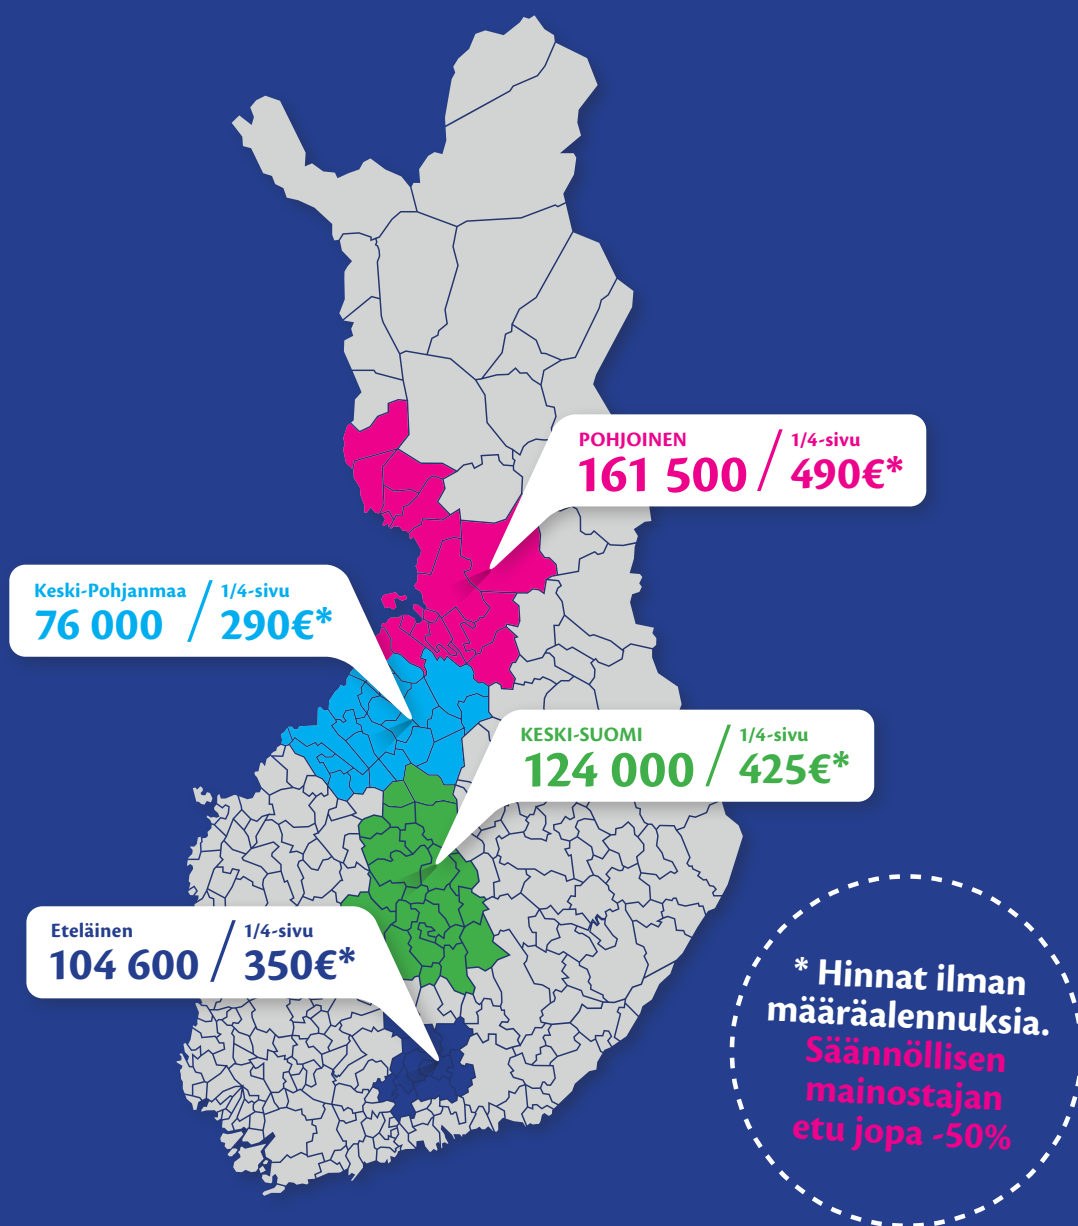 POHJOINEN
161 500 / 1/4-sivu
490€*
Keski-Pohjanmaa
76 000 / 1/4-sivu
290€*
KESKI-SUOMI
124 000 / 1/4-sivu
425€*
Eteläinen
104 600 / 1/4-sivu
350€*
* Hinnat ilman
määräalennuksia.
Säännöllisen
mainostajan
etu jopa -50%